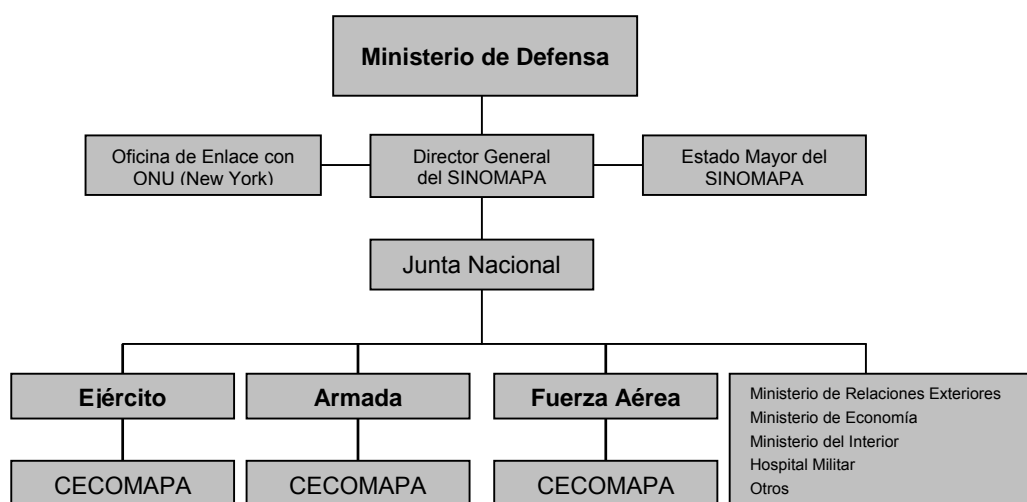 Ministerio de Defensa
Oficina de Enlace con
ONU (New York)
Director General
del SINOMAPA
Estado Mayor del
SINOMAPA
Junta Nacional
Ejército
Armada
Fuerza Aérea
Ministerio de Relaciones Exteriores
Ministerio de Economía
Ministerio del Interior
Hospital Militar
Otros
CECOMAPA
CECOMAPA
CECOMAPA